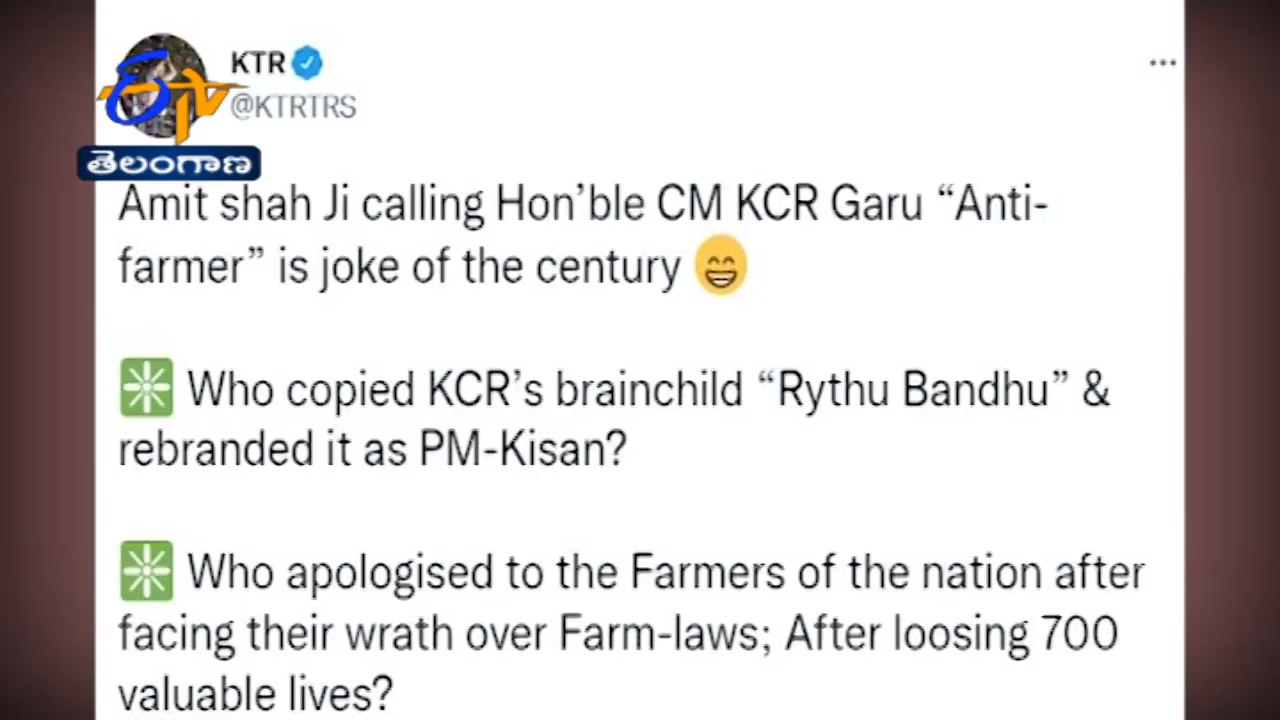 KTR
@KTRTRS
ETV
తెలంగాణ
Amit shah Ji calling Hon’ble CM KCR Garu “Anti-
farmer” is joke of the century 😁
✳️ Who copied KCR’s brainchild “Rythu Bandhu” &
rebranded it as PM-Kisan?
✳️ Who apologised to the Farmers of the nation after
facing their wrath over Farm-laws; After loosing 700
valuable lives?